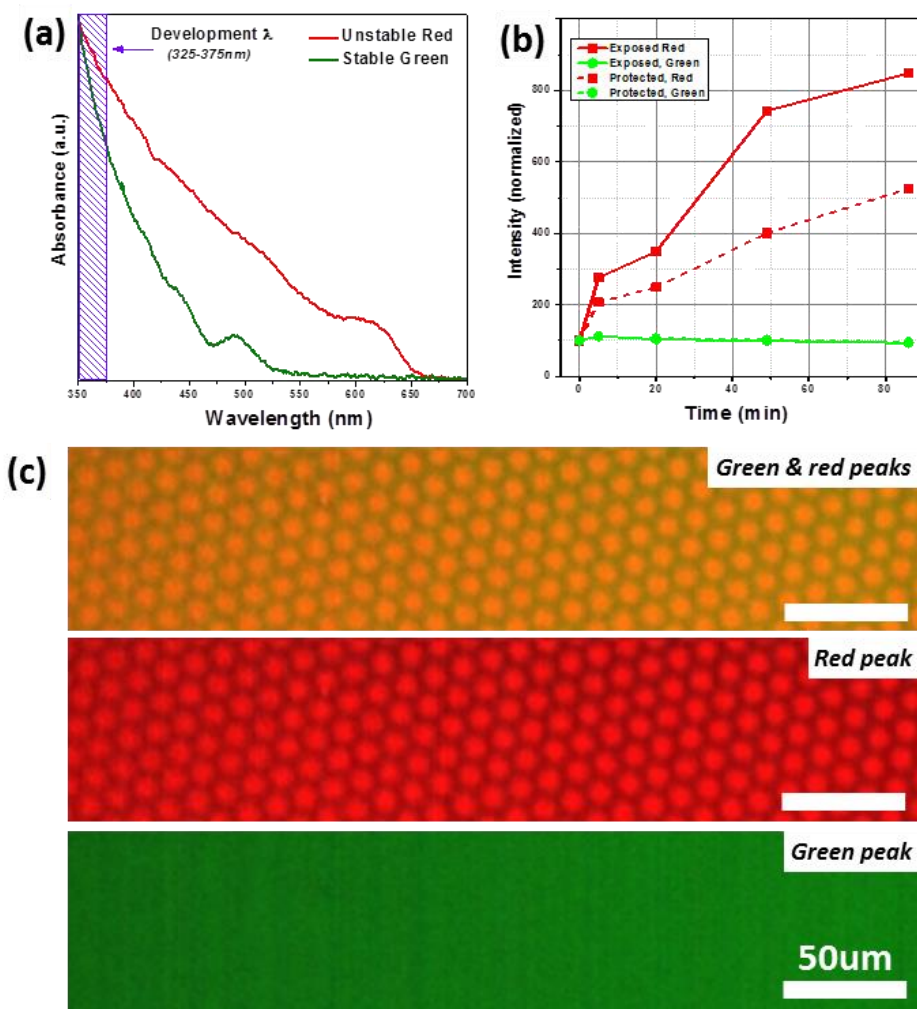 (a)
Development λ
(325-375nm)
Unstable Red
Stable Green
Absorbance (a.u.)
350 400 450 500 550 600 650 700
Wavelength (nm)
(b)
Exposed Red
Exposed, Green
Protected, Red
Protected, Green
Intensity (normalized)
800
600
400
200
0
0 20 40 60 80
Time (min)
(c)
Green & red peaks
Red peak
Green peak
50um